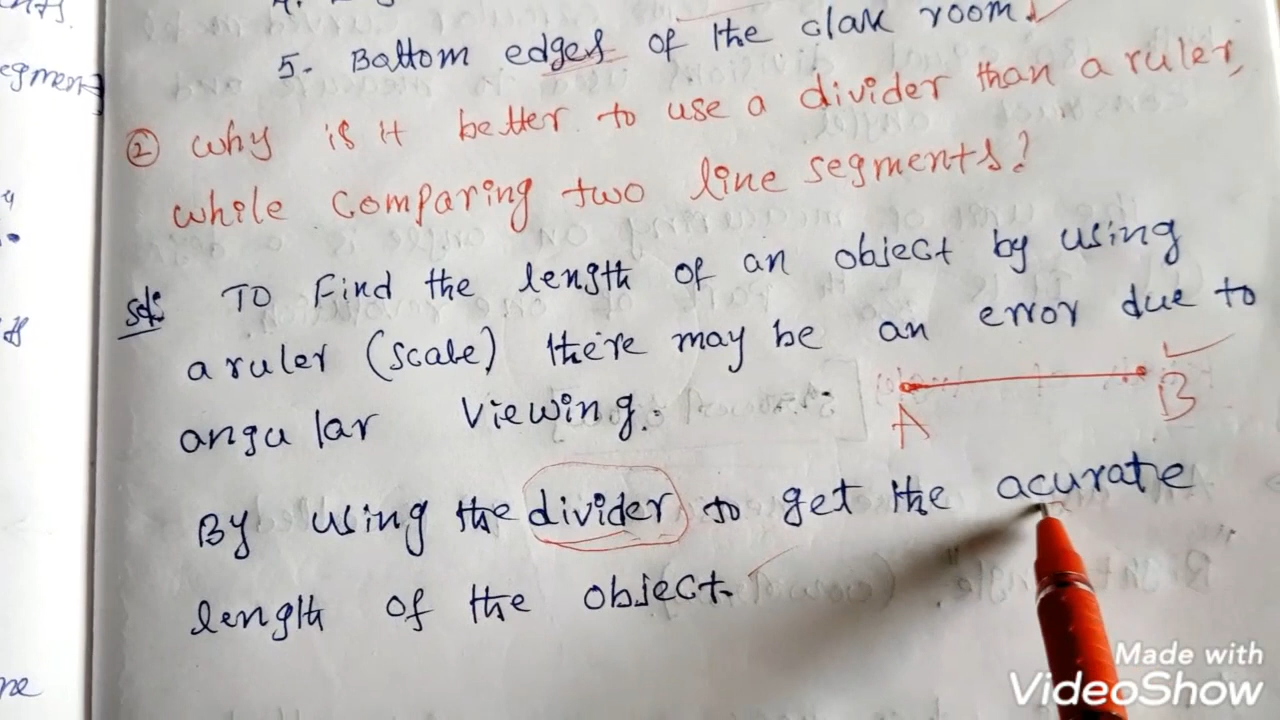 egment
5. Battom edges of the clak room.
② why is it better to use a divider than a ruler,
while comparing two line segments?
Sol: To Find the length of an object by using
a ruler (scale) there may be an error due to
angular viewing.
A B
By using the divider to get the acurate
length of the object.
Made with
VideoShow